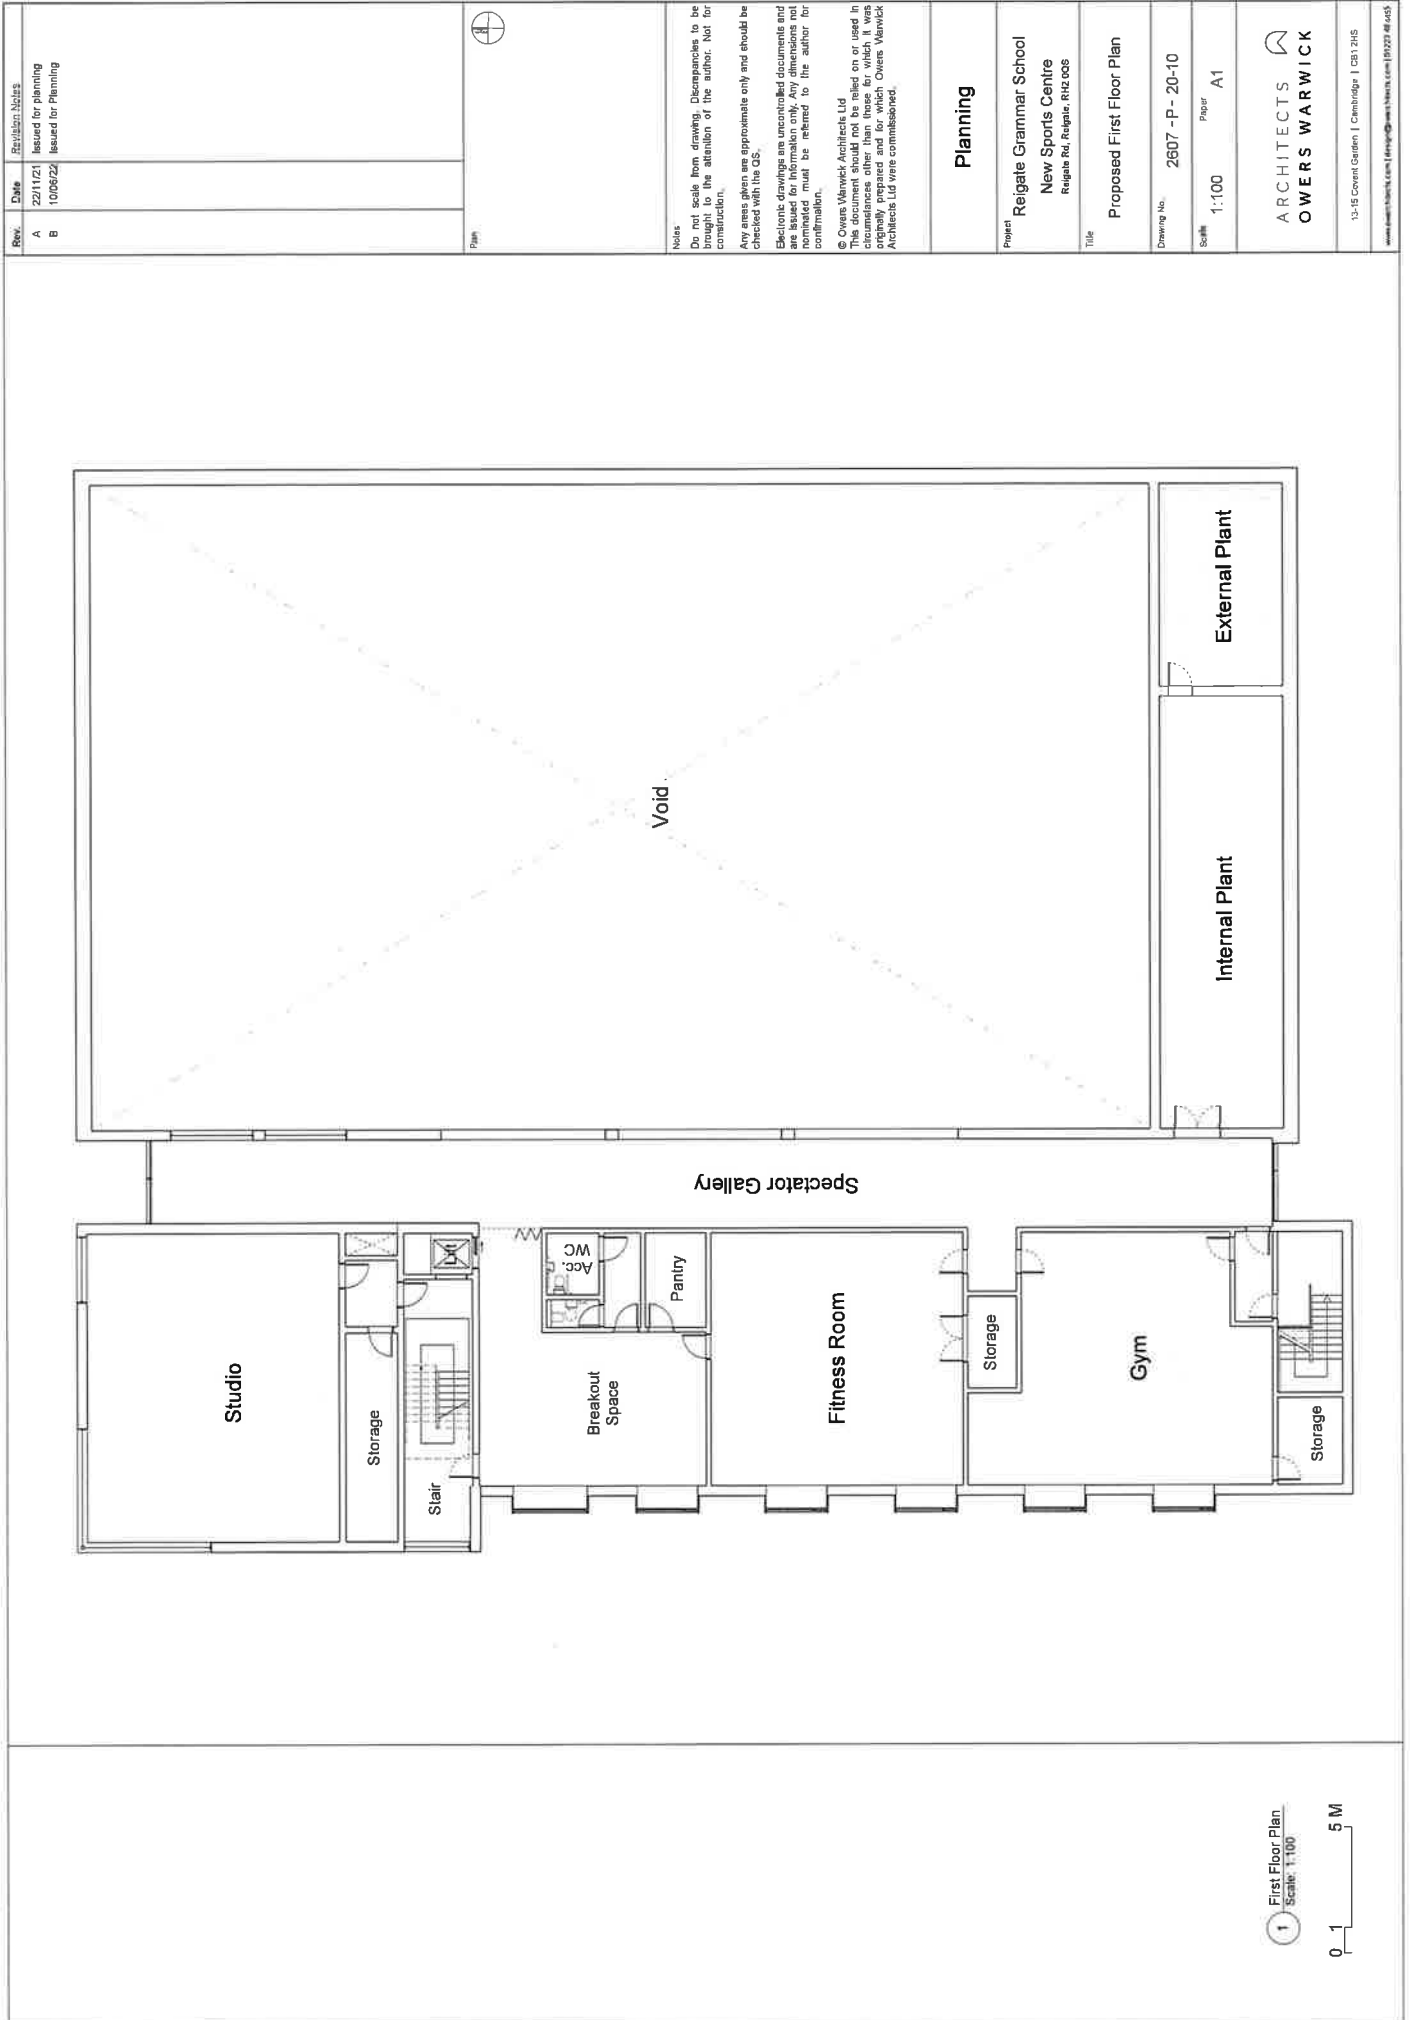 Rev. Date Revision Notes
A 22/11/21 Issued for planning
B 10/06/22 Issued for Planning
Plan
Notes
Do not scale from drawing. Discrepancies to be
brought to the attention of the author. Not for
construction.
Any areas given are approximate only and should be
checked with the QS.
Electronic drawings are uncontrolled documents and
are issued for information only. Any dimensions not
nominated must be referred to the author for
confirmation.
© Owers Warwick Architects Ltd
This document should not be relied on or used in
circumstances other than those for which it was
originally prepared and for which Owers Warwick
Architects Ltd were commissioned.
Planning
Project
Reigate Grammar School
New Sports Centre
Reigate Rd, Reigate, RH2 0QS
Title
Proposed First Floor Plan
Drawing No.
2607 - P - 20-10
Scale 1:100 Paper A1
ARCHITECTS
OWERS WARWICK
13-15 Covent Garden | Cambridge | CB1 2HS
Void
External Plant
Internal Plant
Spectator Gallery
Studio
Storage
Lift
Stair
Acc.
WC
Pantry
Breakout
Space
Fitness Room
Storage
Gym
Storage
1 First Floor Plan
Scale: 1:100
0 1 5 M